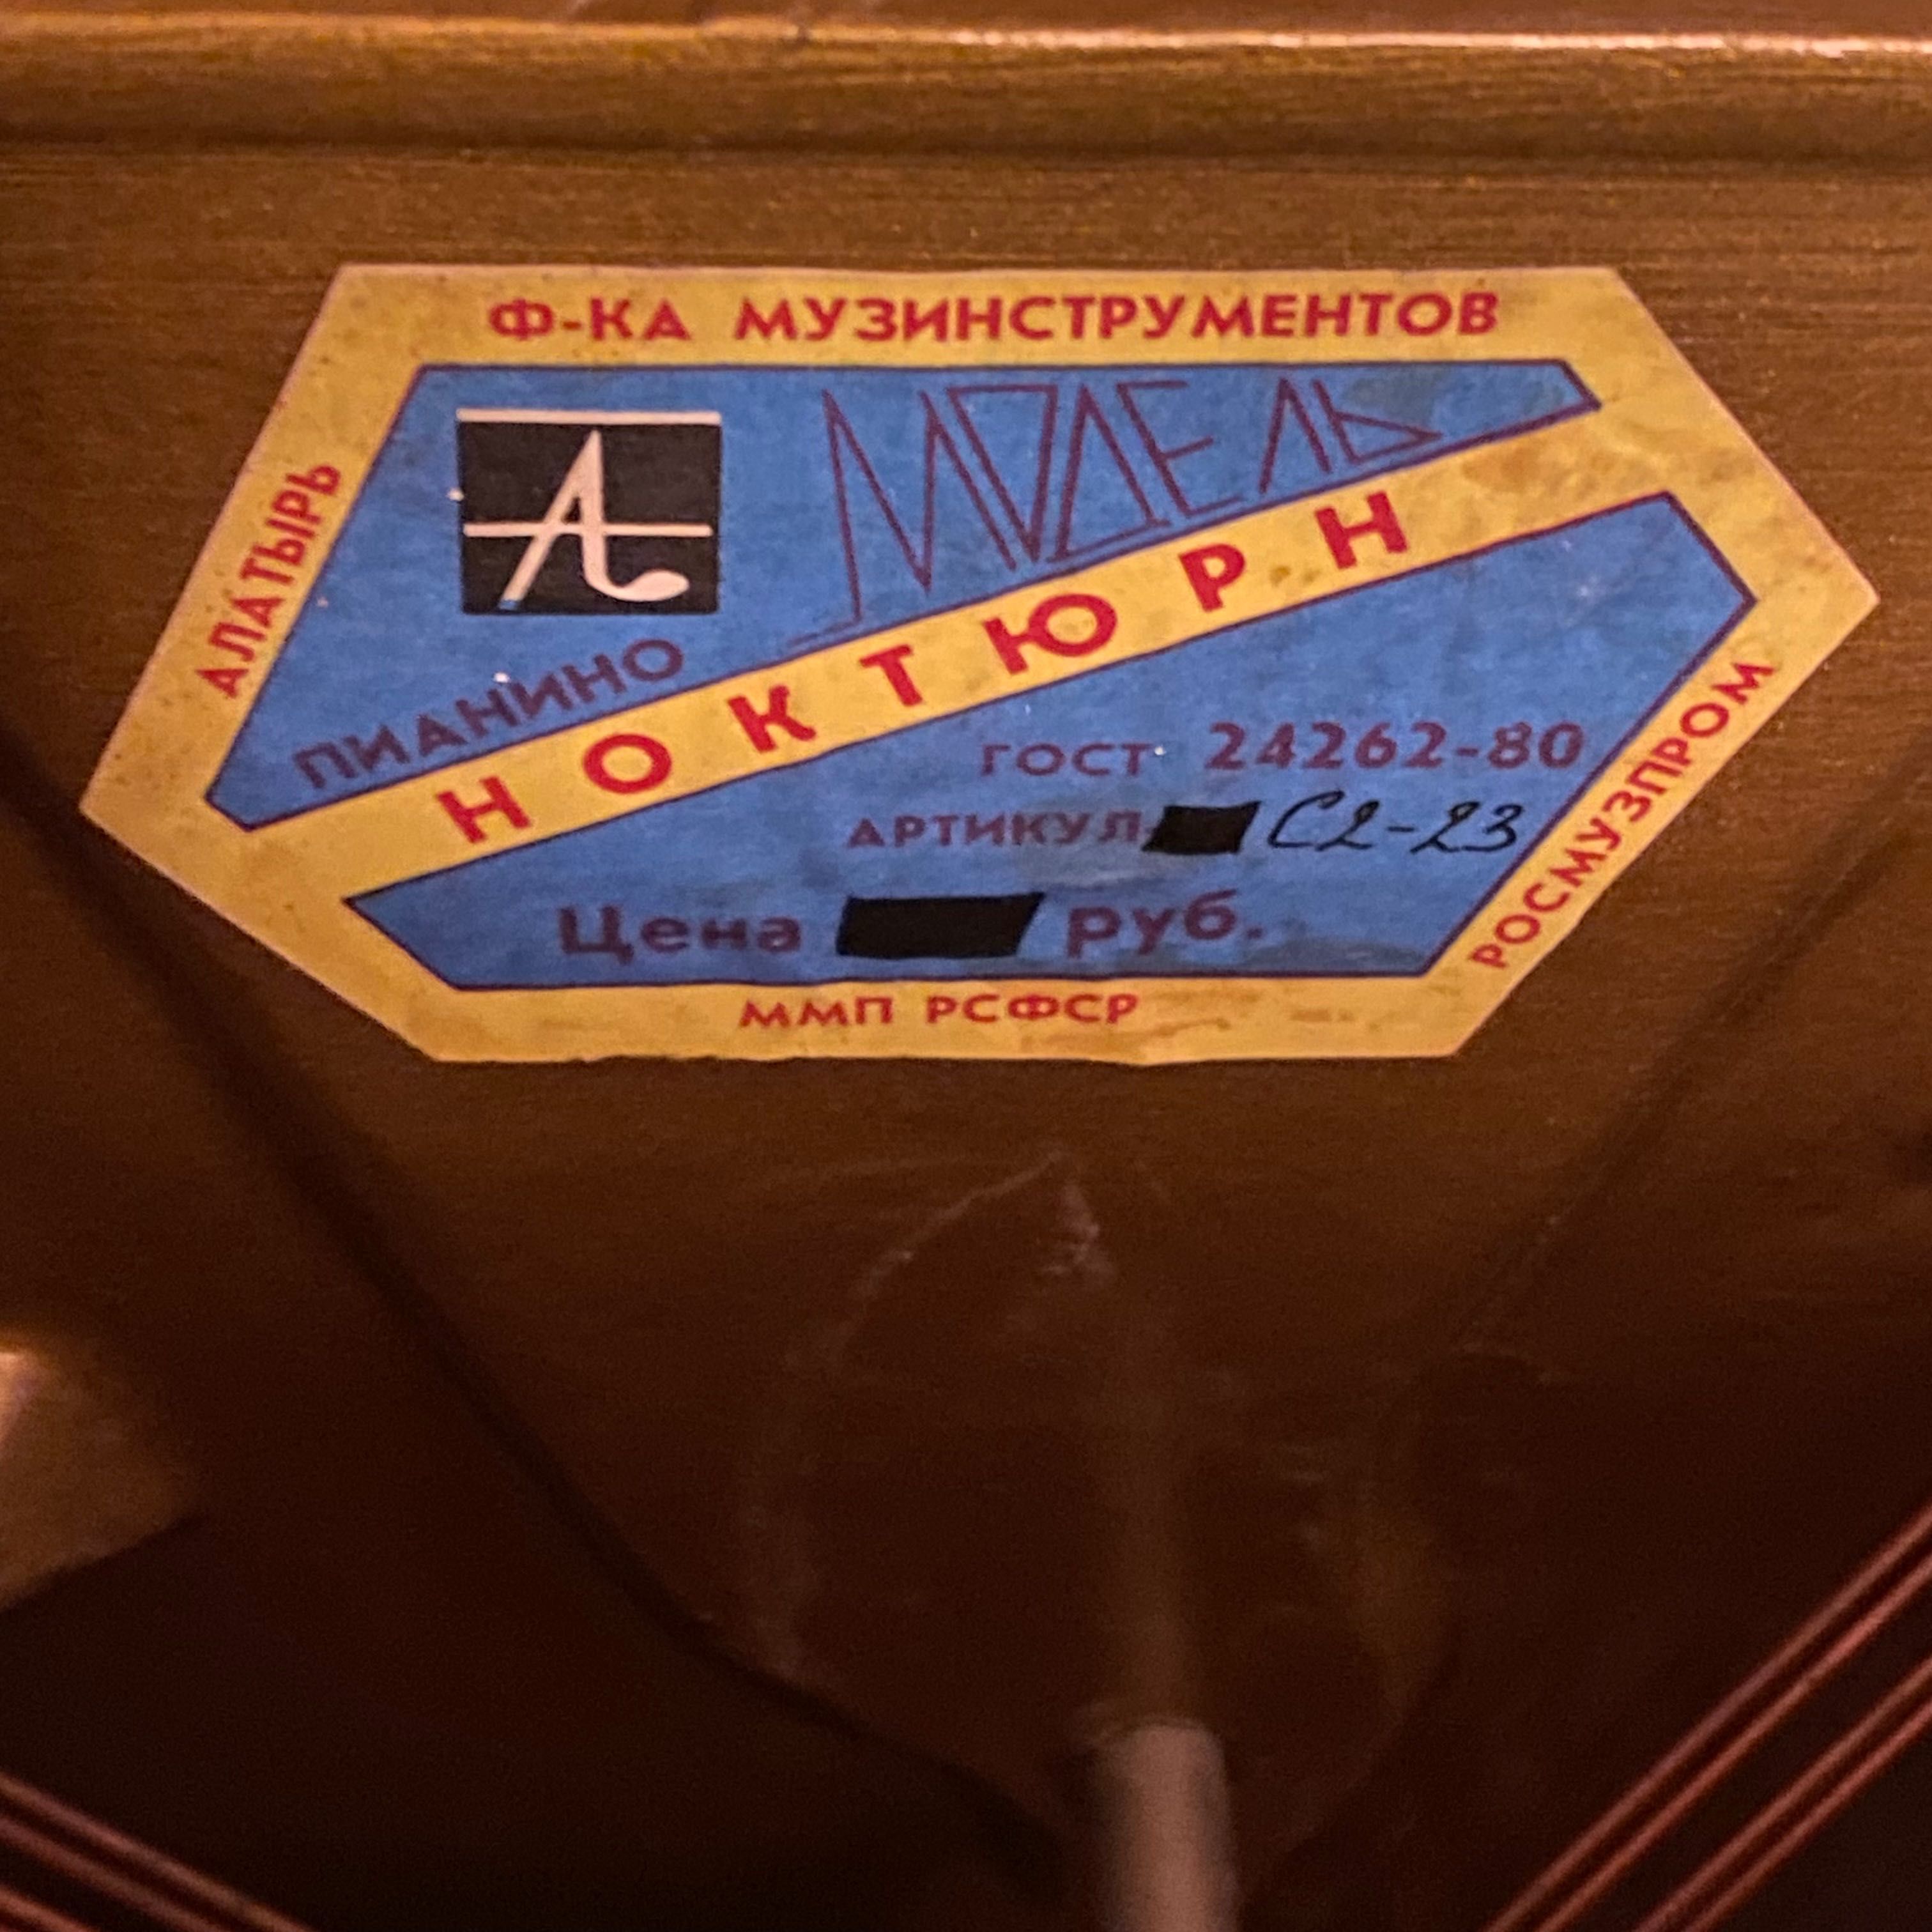 Ф-КА МУЗИНСТРУМЕНТОВ
АЛАТЫРЬ
А
МОДЕЛЬ
ПИАНИНО
НОКТЮРН
ГОСТ 24262-80
АРТИКУЛ С2-23
Цена руб.
РОСМУЗПРОМ
ММП РСФСР